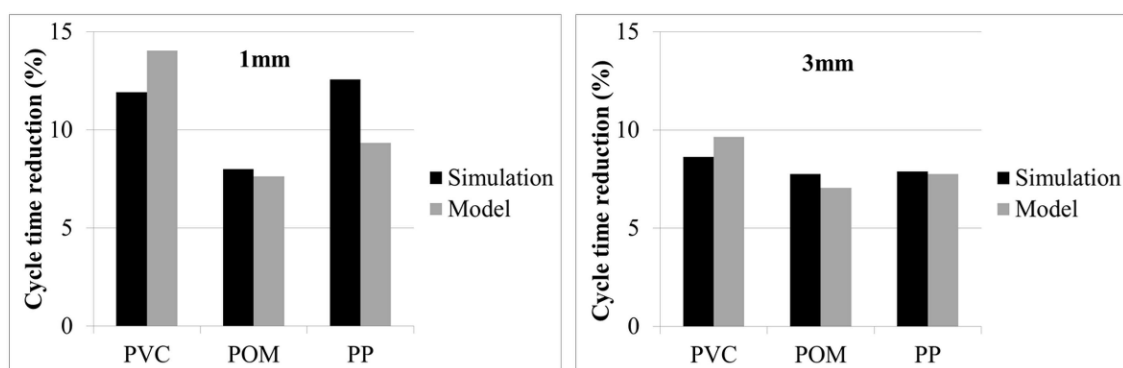 Cycle time reduction (%)
15
10
5
0
1mm
PVC
POM
PP
Simulation
Model
Cycle time reduction (%)
15
10
5
0
3mm
PVC
POM
PP
Simulation
Model